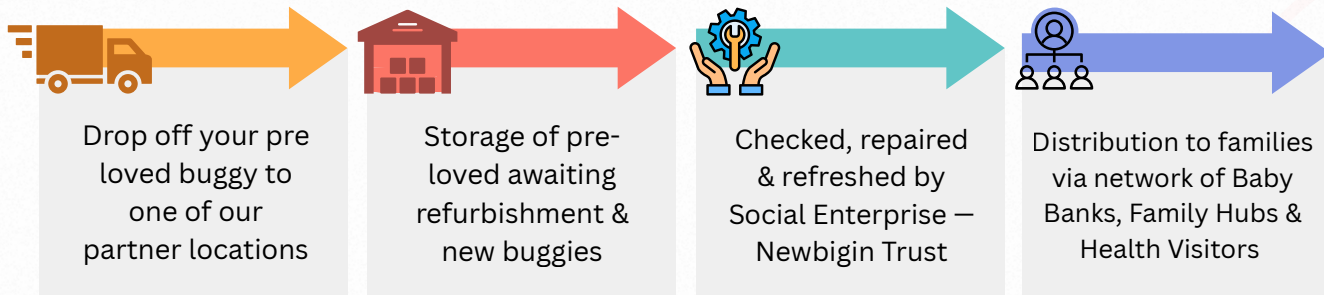 Drop off your pre
loved buggy to
one of our
partner locations
Storage of pre-
loved awaiting
refurbishment &
new buggies
Checked, repaired
& refreshed by
Social Enterprise —
Newbigin Trust
Distribution to families
via network of Baby
Banks, Family Hubs &
Health Visitors